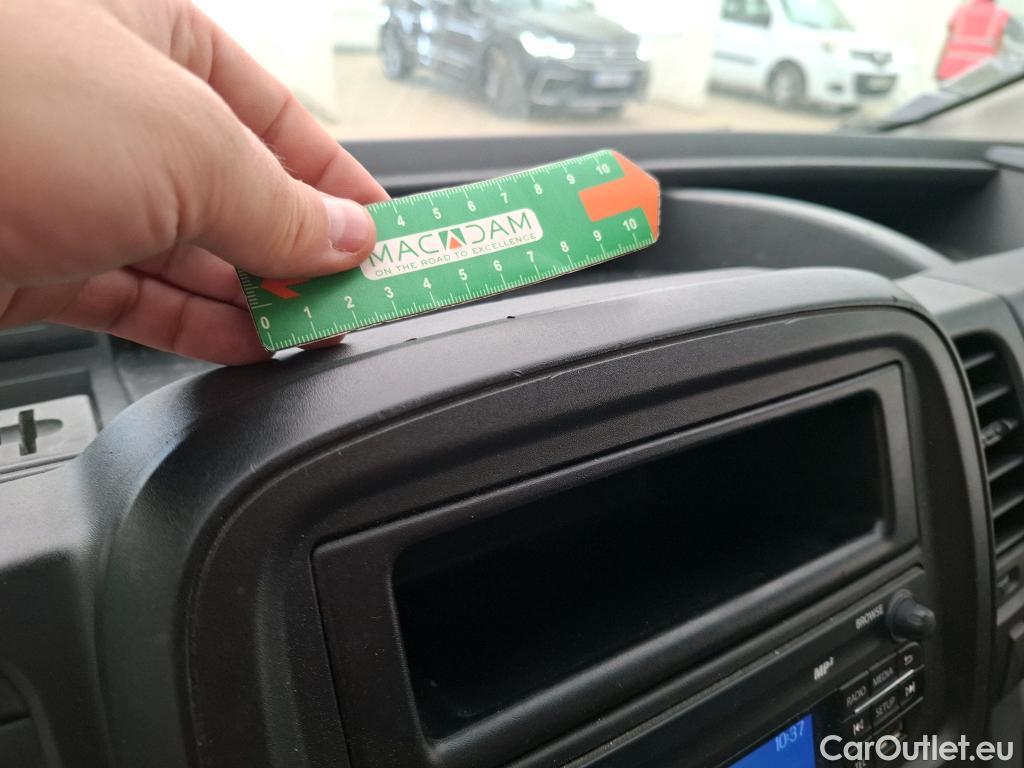 4 5 6 7 8 9 10
MACADAM
ON THE ROAD TO EXCELLENCE
0 1 2 3 4 5 6 7 8 9 10
BROWSE
MP3
RADIO MEDIA
SETUP
10:37
CarOutlet.eu